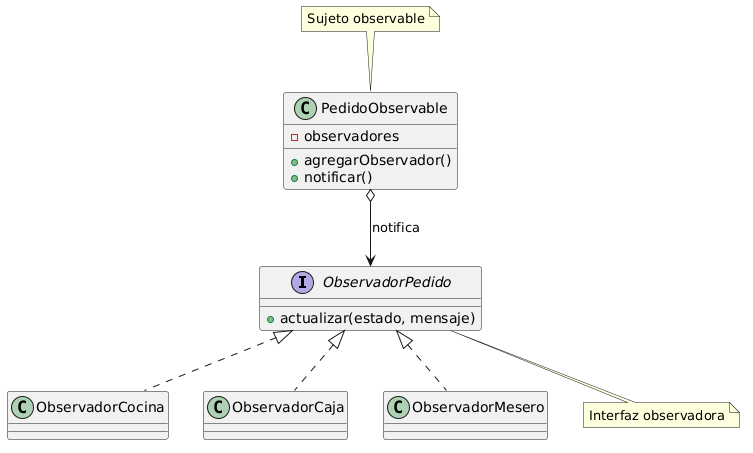 Sujeto observable
C PedidoObservable
observadores
agregarObservador()
notificar()
notifica
I ObservadorPedido
actualizar(estado, mensaje)
C ObservadorCocina
C ObservadorCaja
C ObservadorMesero
Interfaz observadora